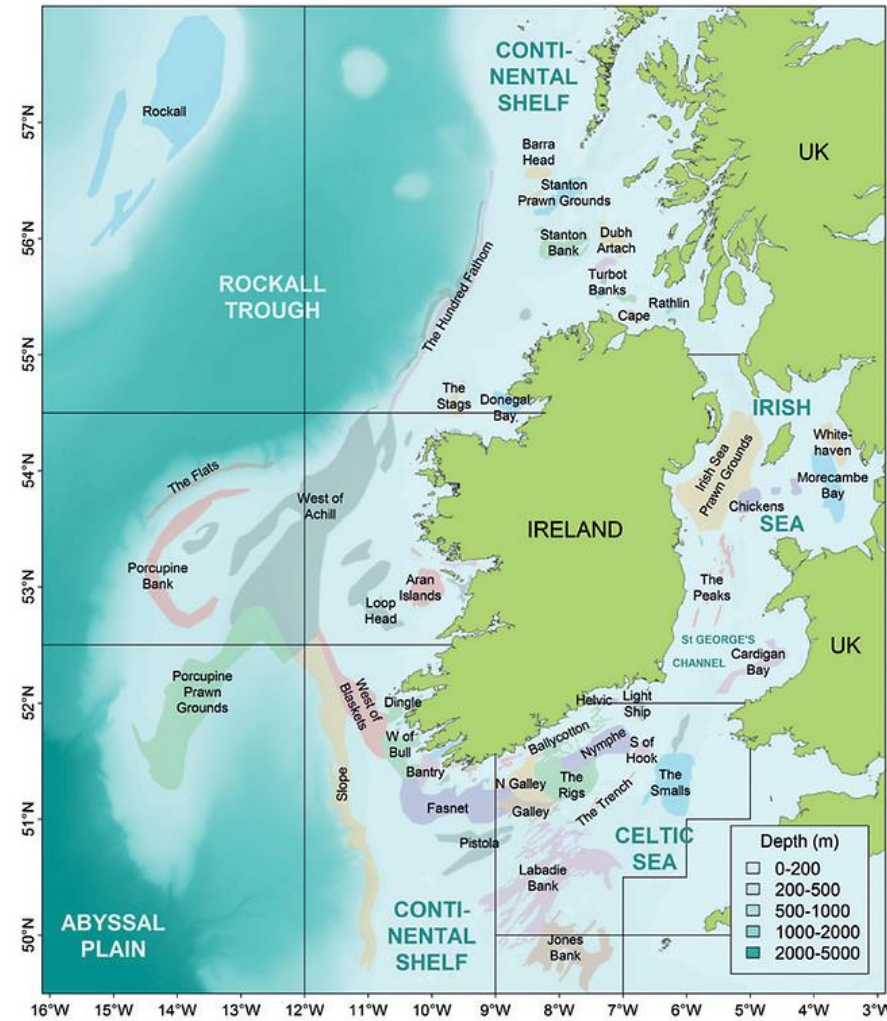 CONTI-
NENTAL
SHELF
57°N
Rockall
Barra
Head
UK
Stanton
Prawn Grounds
56°N
Stanton
Bank
Dubh
Artach
Turbot
Banks
ROCKALL
TROUGH
The Hundred Fathom
Rathlin
Cape
55°N
The
Stags
Donegal
Bay
IRISH
SEA
54°N
The Flats
Irish Sea
Prawn Grounds
White-
haven
Morecambe
Bay
West of
Achill
Chickens
IRELAND
53°N
Porcupine
Bank
Aran
Islands
Loop
Head
The
Peaks
St GEORGE'S
CHANNEL
Cardigan
Bay
UK
52°N
Porcupine
Prawn
Grounds
West of
Blaskets
Dingle
Helvic
Light
Ship
W of
Bull
Ballycotton
Nymphe
S of
Hook
Bantry
Slope
N Galley
The
Rigs
The
Smalls
51°N
Fasnet
Galley
The Trench
Pistola
CELTIC
SEA
Labadie
Bank
50°N
ABYSSAL
PLAIN
CONTI-
NENTAL
SHELF
Jones
Bank
Depth (m)
0-200
200-500
500-1000
1000-2000
2000-5000
16°W 15°W 14°W 13°W 12°W 11°W 10°W 9°W 8°W 7°W 6°W 5°W 4°W 3°W